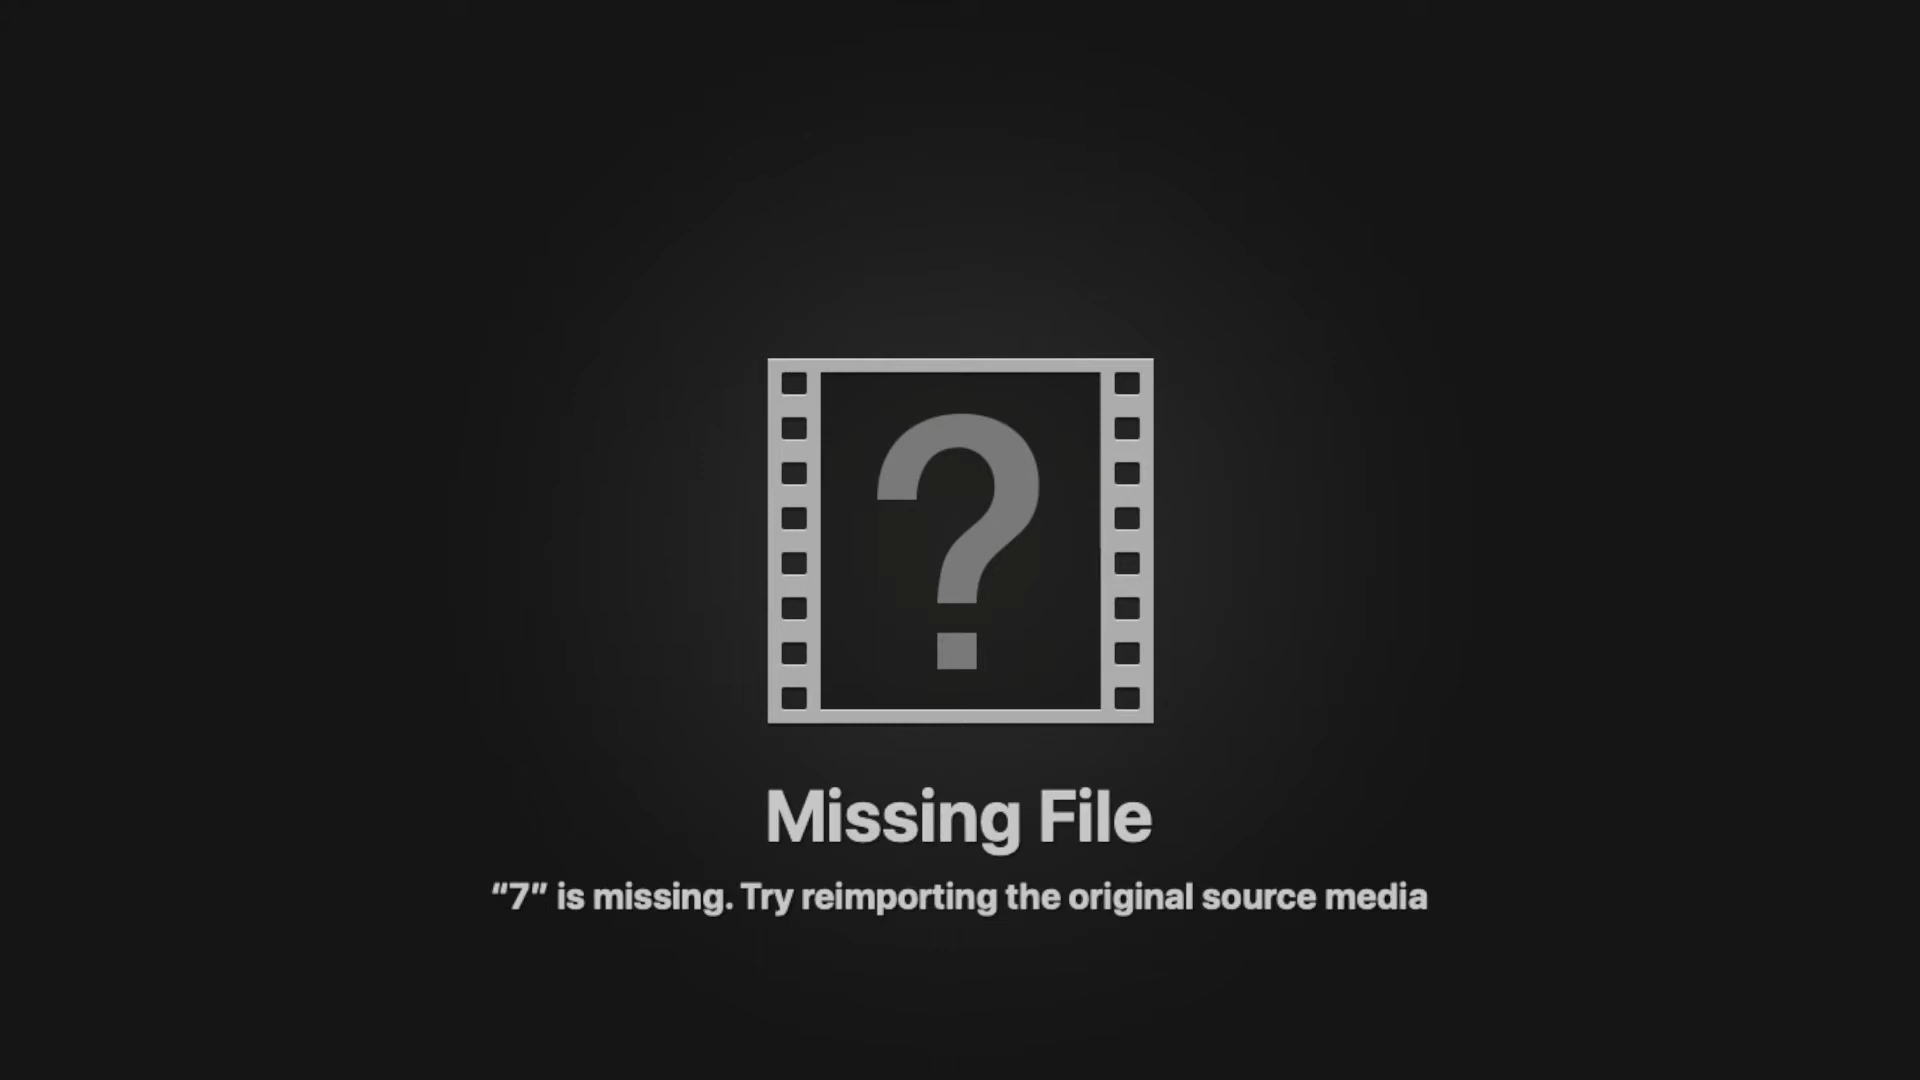 ?
Missing File
“7” is missing. Try reimporting the original source media